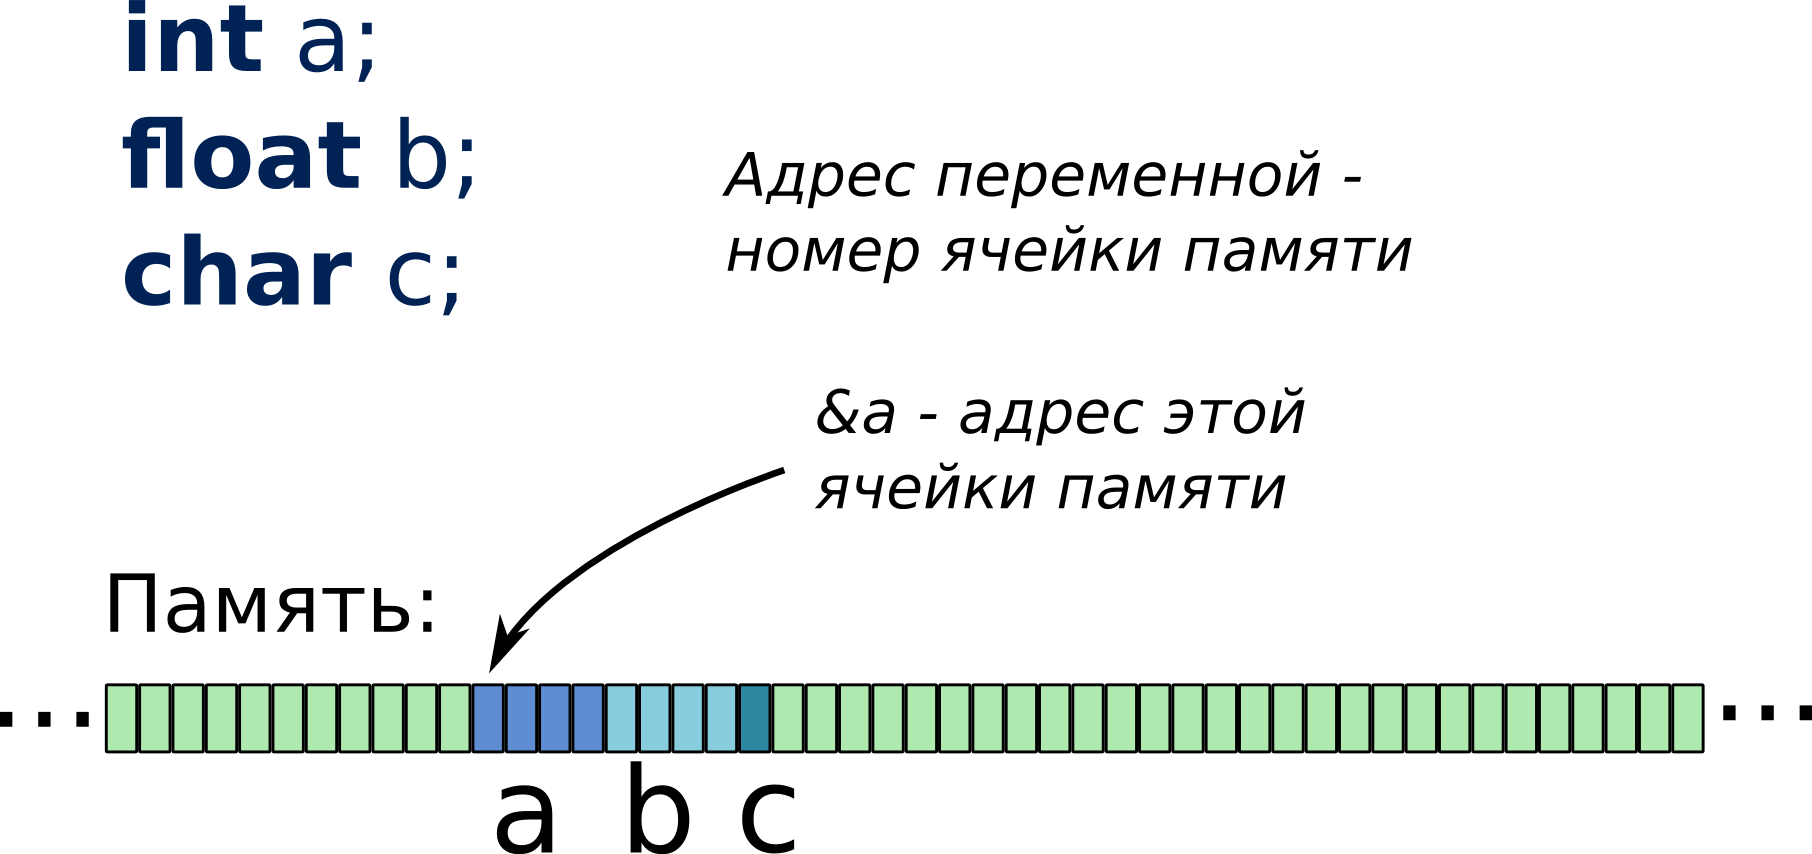 int a;
float b;
char c;
Адрес переменной -
номер ячейки памяти
&a - адрес этой
ячейки памяти
Память:
... ...
a b c